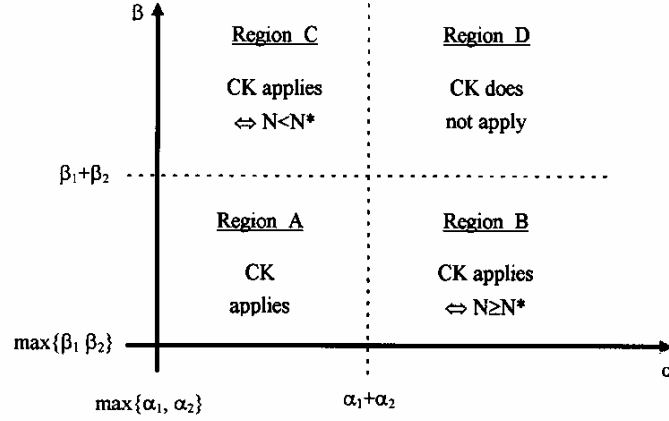 β
Region C
Region D
CK applies
⇔ N<N*
CK does
not apply
β₁+β₂
Region A
Region B
CK
applies
CK applies
⇔ N≥N*
max{β₁ β₂}
α
max{α₁, α₂}
α₁+α₂